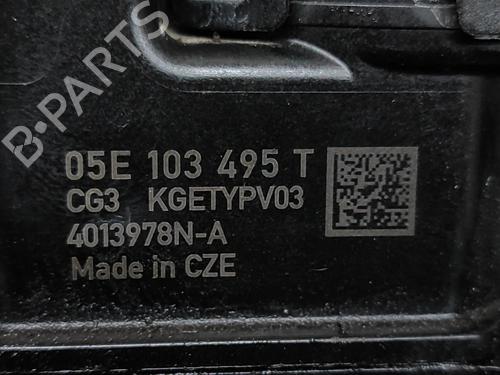 B-PARTS
05E 103 495 T
CG3 KGETYPV03
4013978N-A
Made in CZE